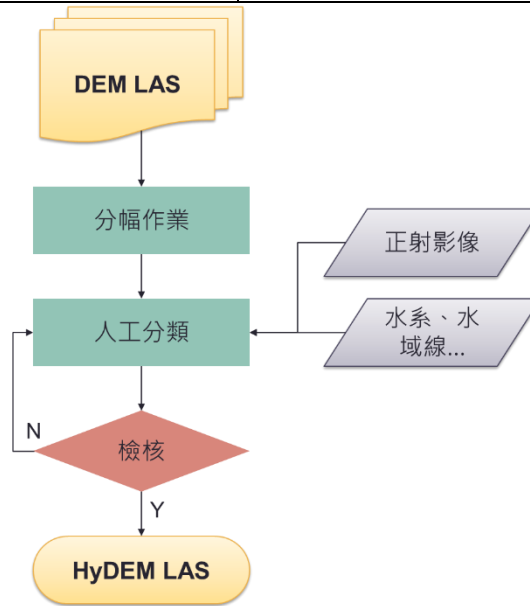 DEM LAS
分幅作業
正射影像
人工分類
水系、水
域線...
N
檢核
Y
HyDEM LAS